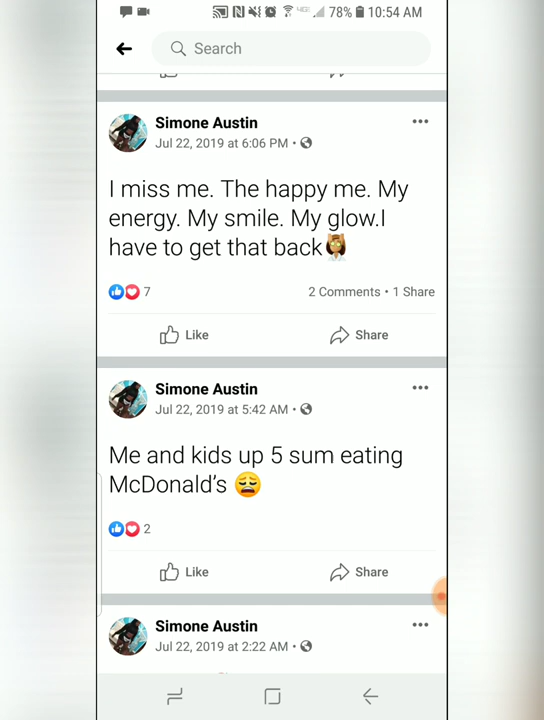 78% 10:54 AM
Search
Simone Austin
Jul 22, 2019 at 6:06 PM •
I miss me. The happy me. My
energy. My smile. My glow.I
have to get that back
7
2 Comments • 1 Share
Like
Share
Simone Austin
Jul 22, 2019 at 5:42 AM •
Me and kids up 5 sum eating
McDonald's
2
Like
Share
Simone Austin
Jul 22, 2019 at 2:22 AM •